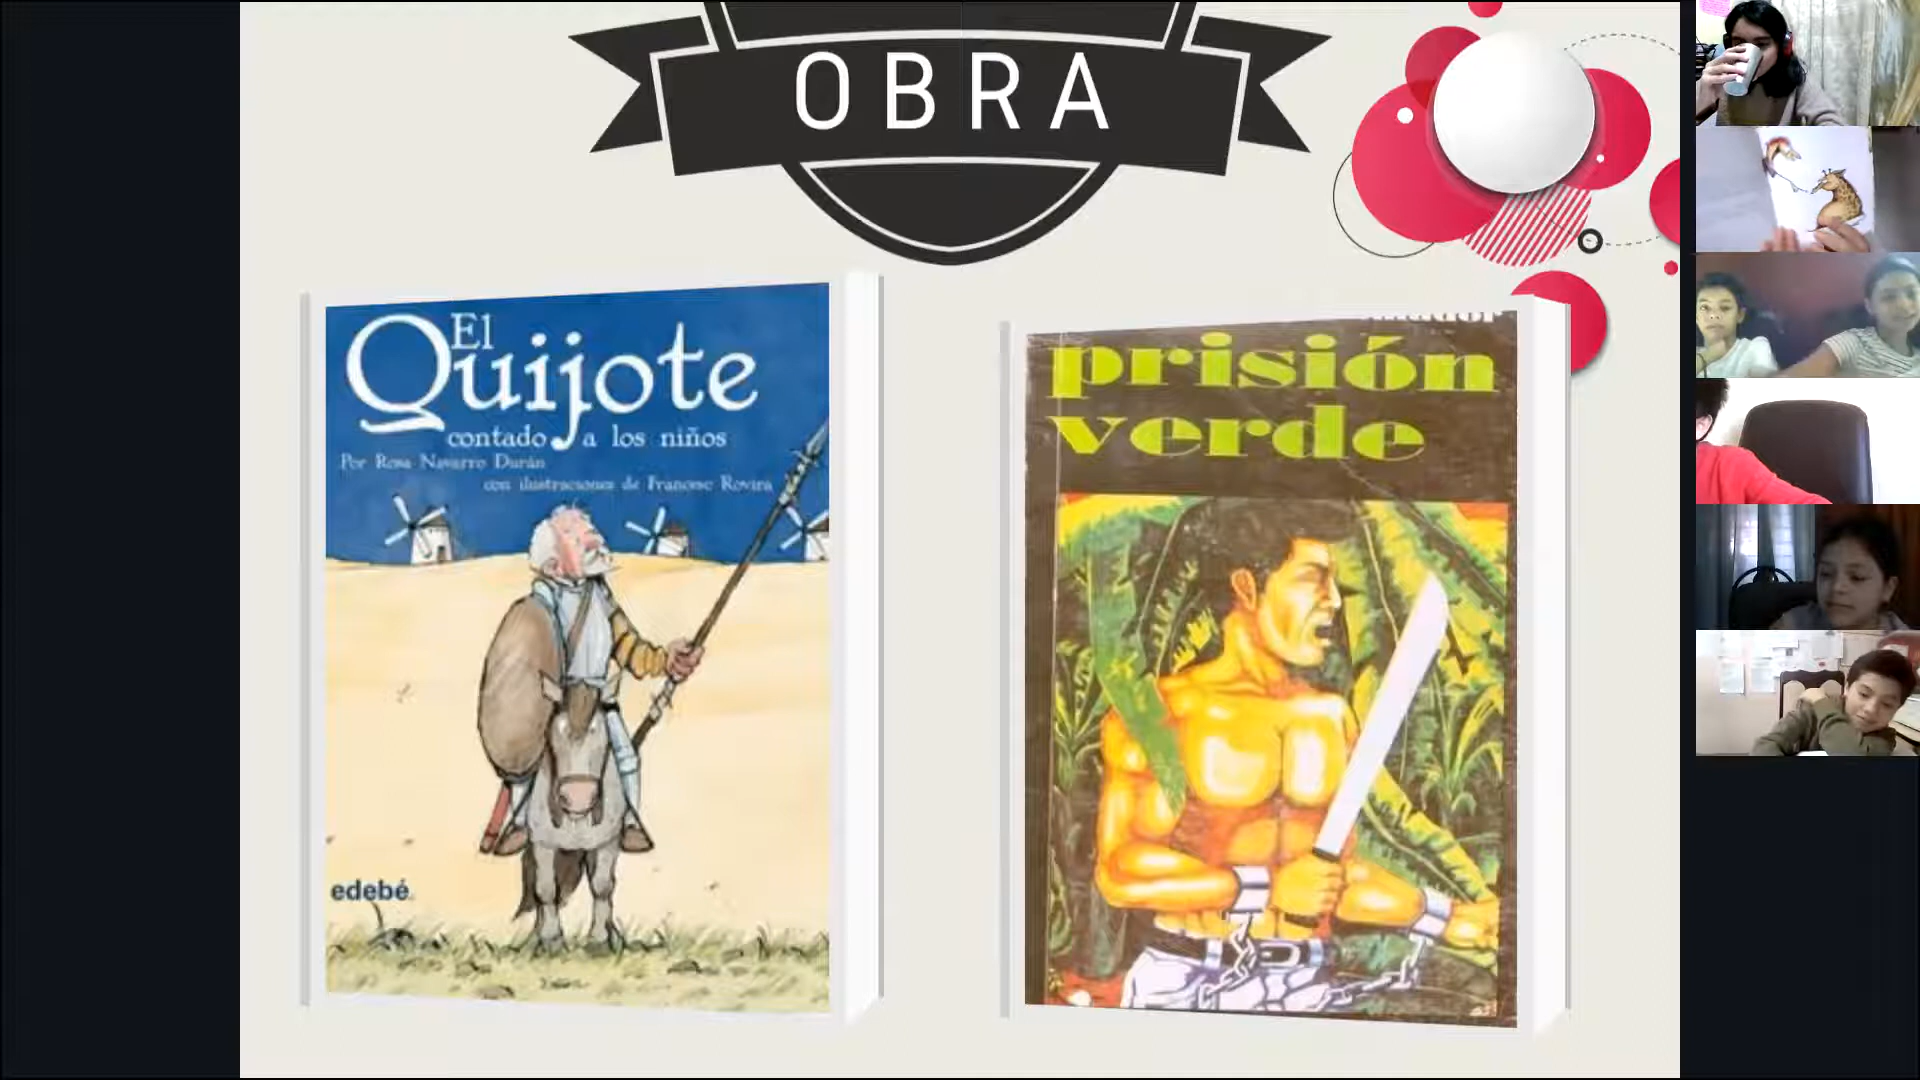 OBRA
El
Quijote
contado a los niños
Por Rosa Navarro Durán
con ilustraciones de Francesc Rovira
edebé
prisión
verde